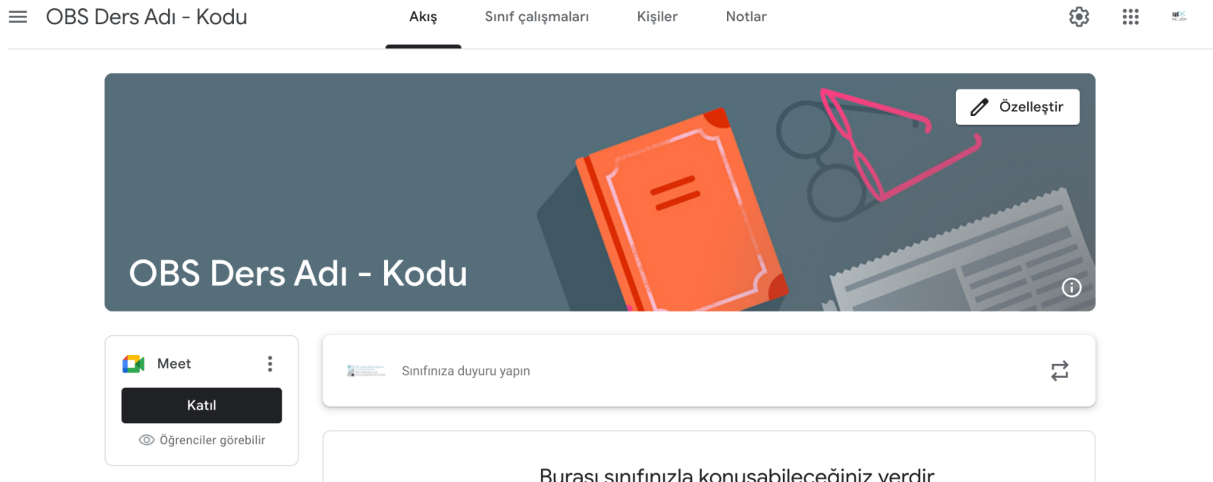 OBS Ders Adı - Kodu
Akış
Sınıf çalışmaları
Kişiler
Notlar
Özelleştir
OBS Ders Adı - Kodu
Meet
Katıl
Öğrenciler görebilir
Sınıfınıza duyuru yapın
Burası sınıfınızla konuşabileceğiniz yerdir